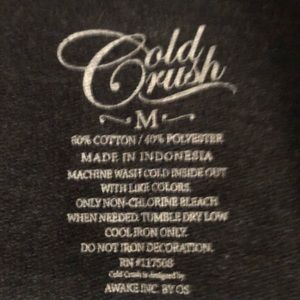 Cold
Crush
~M~
60% COTTON / 40% POLYESTER
MADE IN INDONESIA
MACHINE WASH COLD INSIDE OUT
WITH LIKE COLORS.
ONLY NON-CHLORINE BLEACH
WHEN NEEDED. TUMBLE DRY LOW
COOL IRON ONLY.
DO NOT IRON DECORATION.
RN #117568
Cold Crush is designed by
AWAKE INC. BY OS